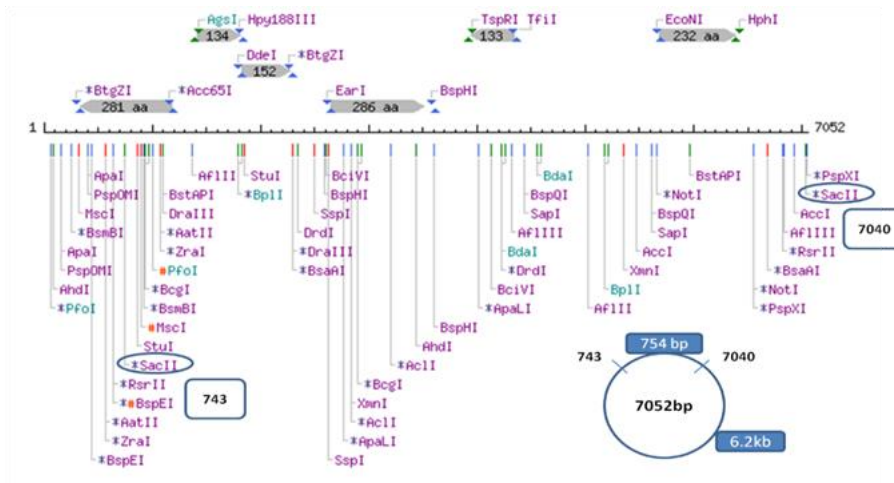 AgsI Hpy188III TspRI TfiI EcoNI HphI
134 133 232 aa
DdeI *BtgZI
152
*BtgZI *Acc65I EarI BspHI
281 aa 286 aa
1 7052
ApaI AflIII StuI BciVI BdaI BstAPI *PspXI
PspOMI BstAPI *BplI BspHI BspQI *NotI *SacII
MscI DraIII SspI SapI BspQI AccI
*BsmBI *AatII DrdI AflIII SapI AflIII 7040
ApaI *ZraI *DraIII BdaI AccI *RsrII
PspOMI PfoI *BsaAI *DrdI XmnI *BsaAI
AhdI *BcgI BciVI BplI *NotI
*PfoI *BsmBI *ApaLI AflII *PspXI
MscI BspHI
StuI AhdI 754 bp
*SacII *AclI 743 7040
*RsrII *BcgI
*BspEI 743 XmnI 7052bp
*AatII *AclI
*ZraI *ApaLI 6.2kb
*BspEI SspI